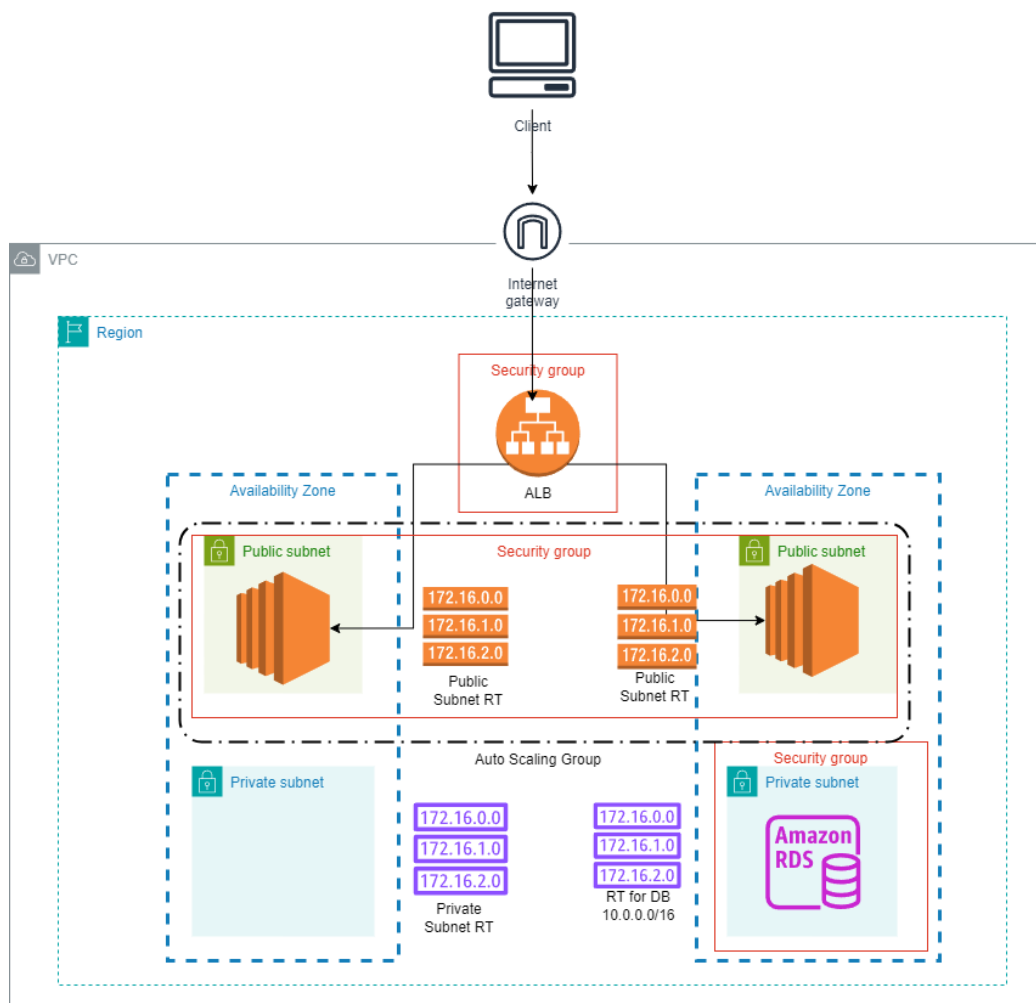 Client
Internet
gateway
VPC
Region
Security group
ALB
Availability Zone
Availability Zone
Public subnet
Security group
Public subnet
172.16.0.0
172.16.1.0
172.16.2.0
Public
Subnet RT
172.16.0.0
172.16.1.0
172.16.2.0
Public
Subnet RT
Auto Scaling Group
Private subnet
Security group
Private subnet
172.16.0.0
172.16.1.0
172.16.2.0
Private
Subnet RT
172.16.0.0
172.16.1.0
172.16.2.0
RT for DB
10.0.0.0/16
Amazon
RDS